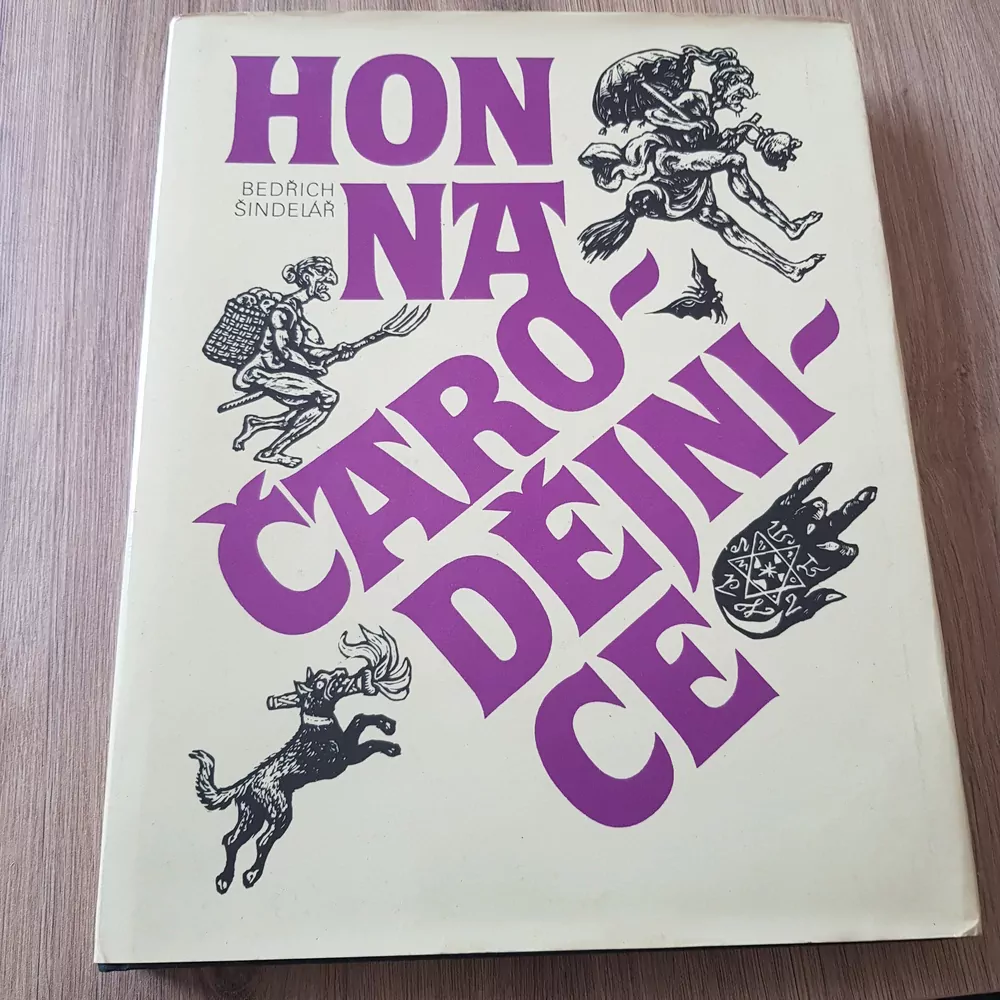 HON
BEDŘICH
ŠINDELÁŘ
NA
ČARO-
DĚJNI-
CE